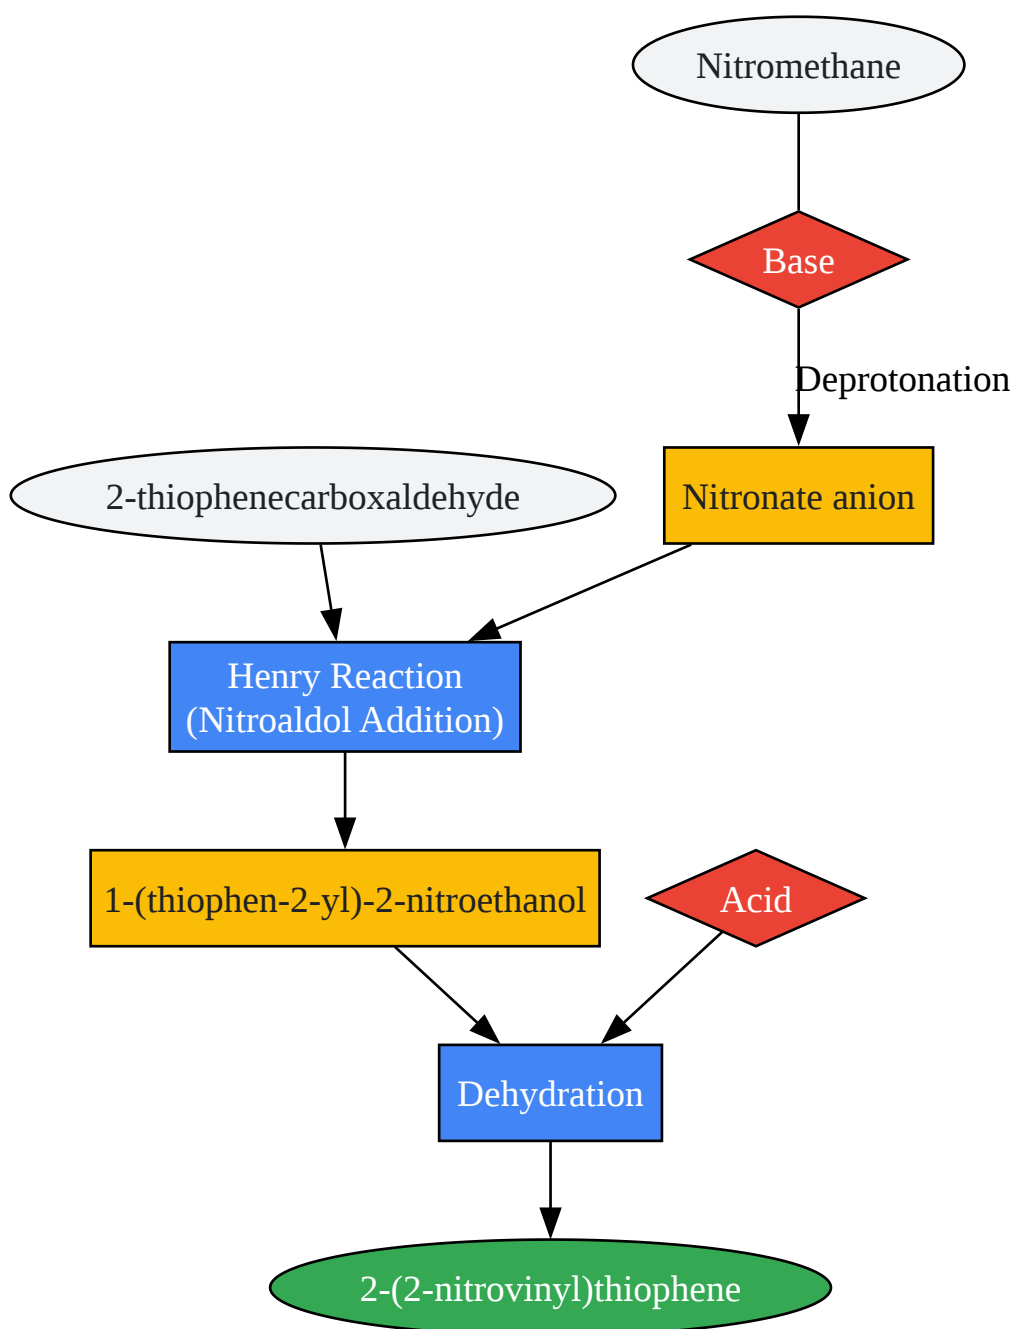 Nitromethane
Base
Deprotonation
2-thiophenecarboxaldehyde
Nitronate anion
Henry Reaction
(Nitroaldol Addition)
1-(thiophen-2-yl)-2-nitroethanol
Acid
Dehydration
2-(2-nitrovinyl)thiophene